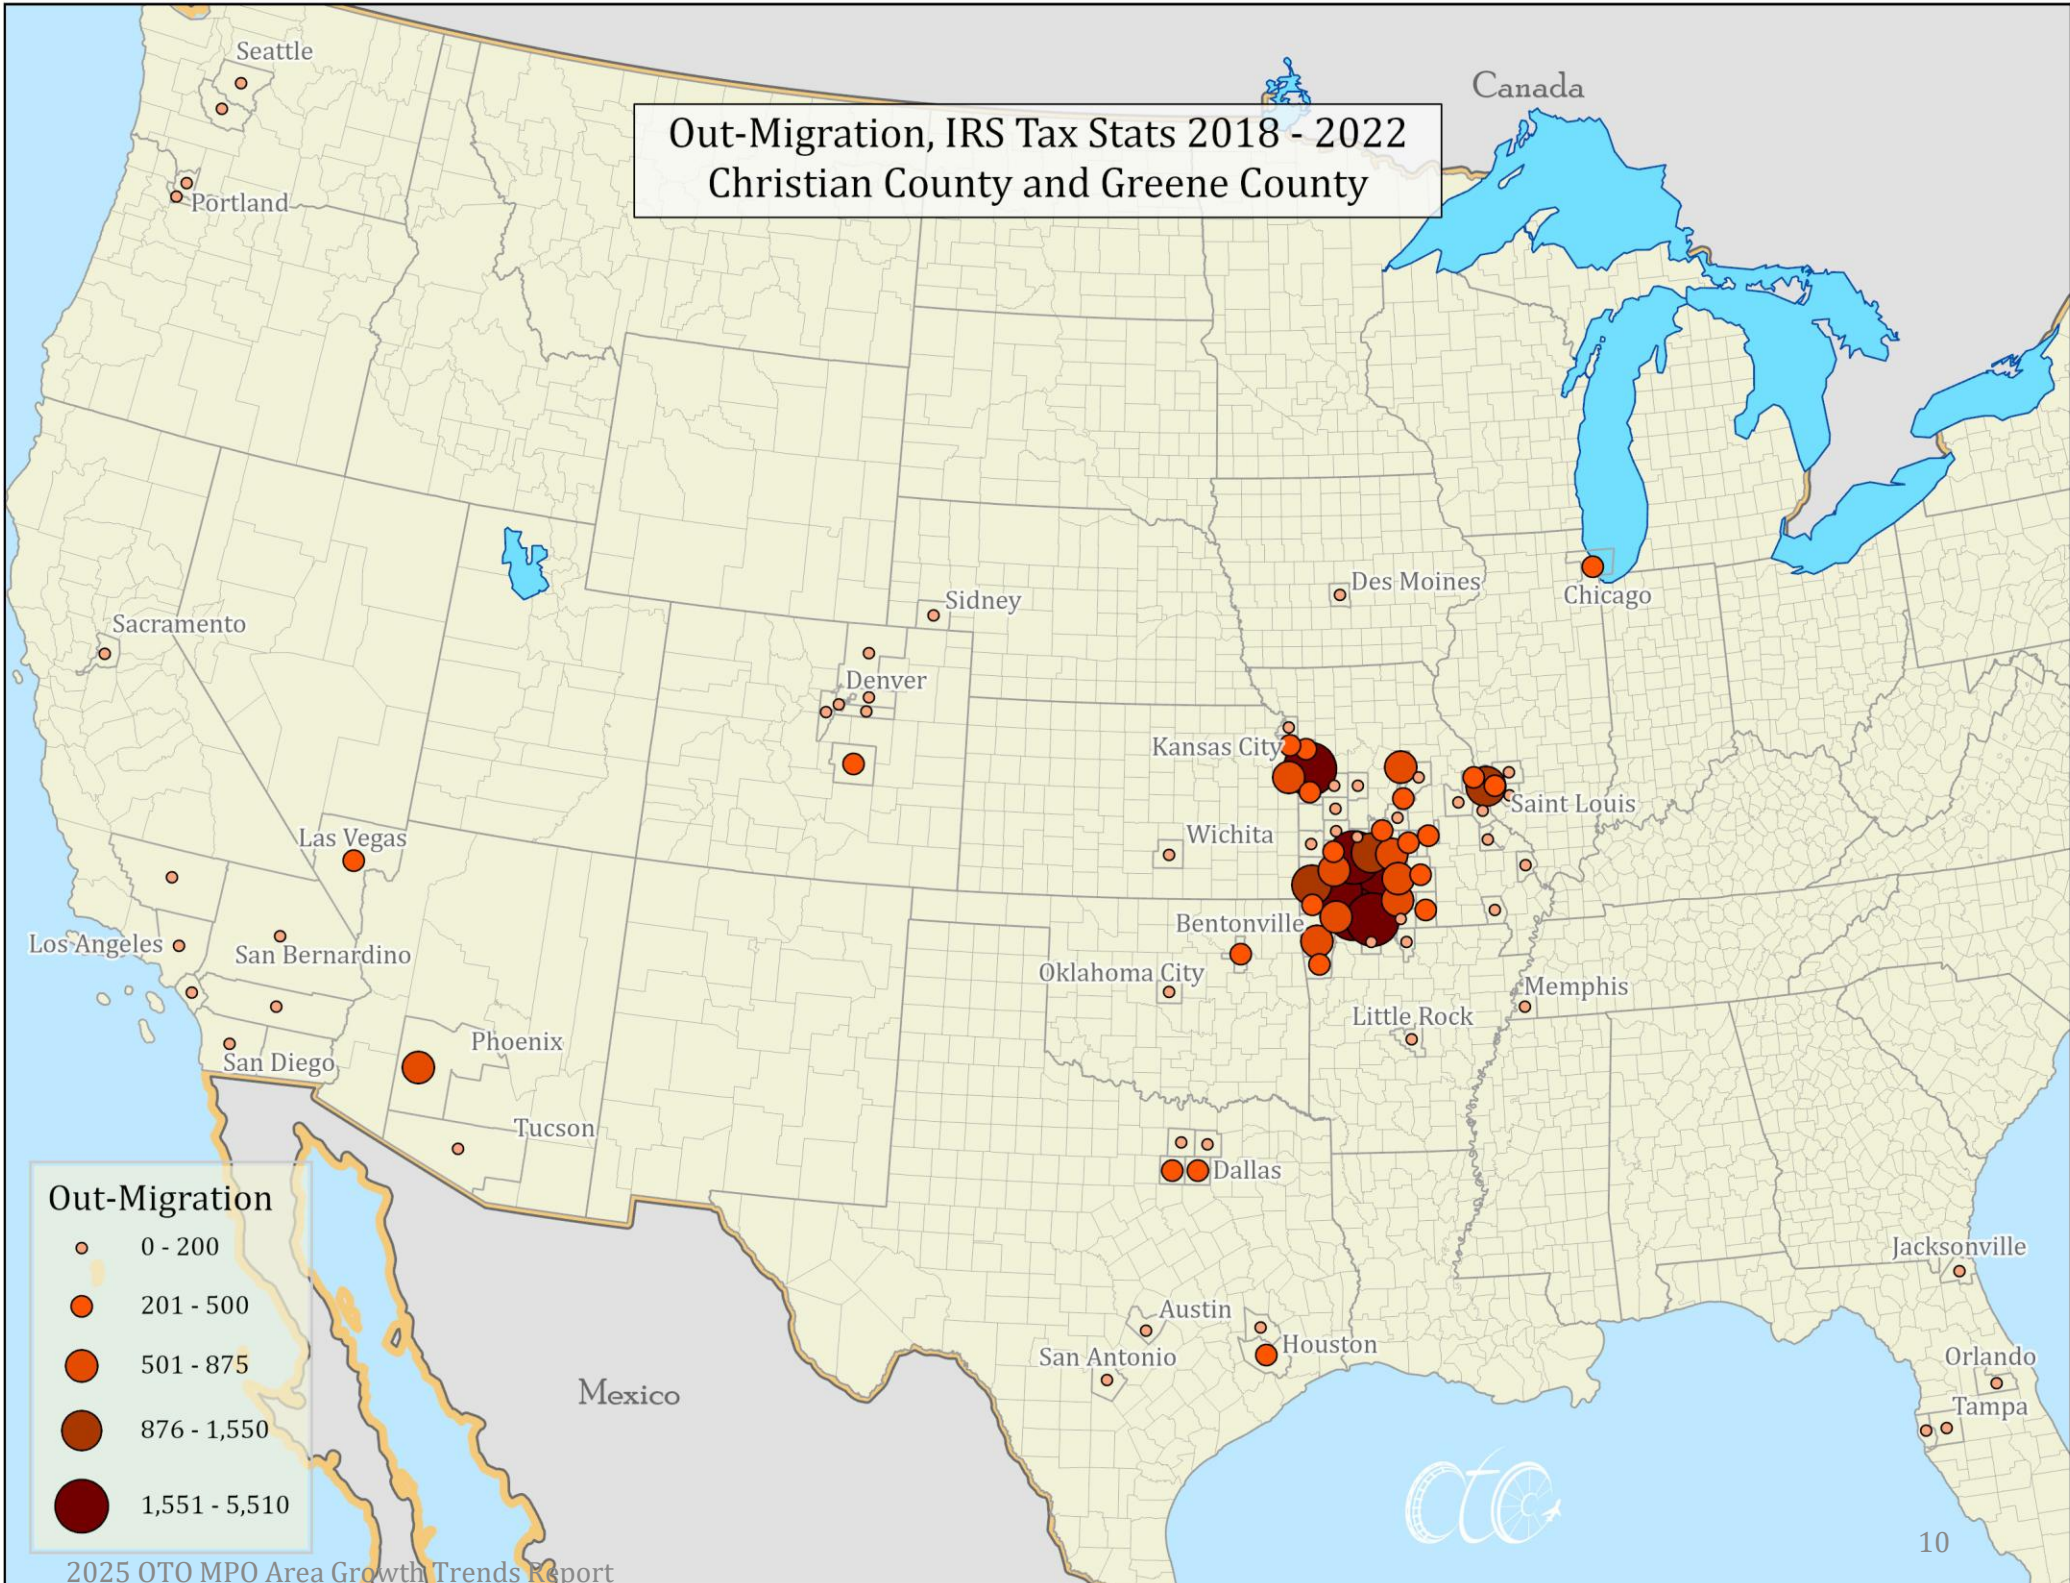 Seattle
Canada
Out-Migration, IRS Tax Stats 2018 - 2022
Christian County and Greene County
Portland
Des Moines
Chicago
Sidney
Sacramento
Denver
Kansas City
Saint Louis
Las Vegas
Wichita
Bentonville
Los Angeles
San Bernardino
Oklahoma City
Memphis
Little Rock
Phoenix
San Diego
Tucson
Dallas
Out-Migration
0 - 200
201 - 500
501 - 875
876 - 1,550
1,551 - 5,510
Jacksonville
Austin
Houston
San Antonio
Orlando
Mexico
Tampa
OTO
10
2025 OTO MPO Area Growth Trends Report